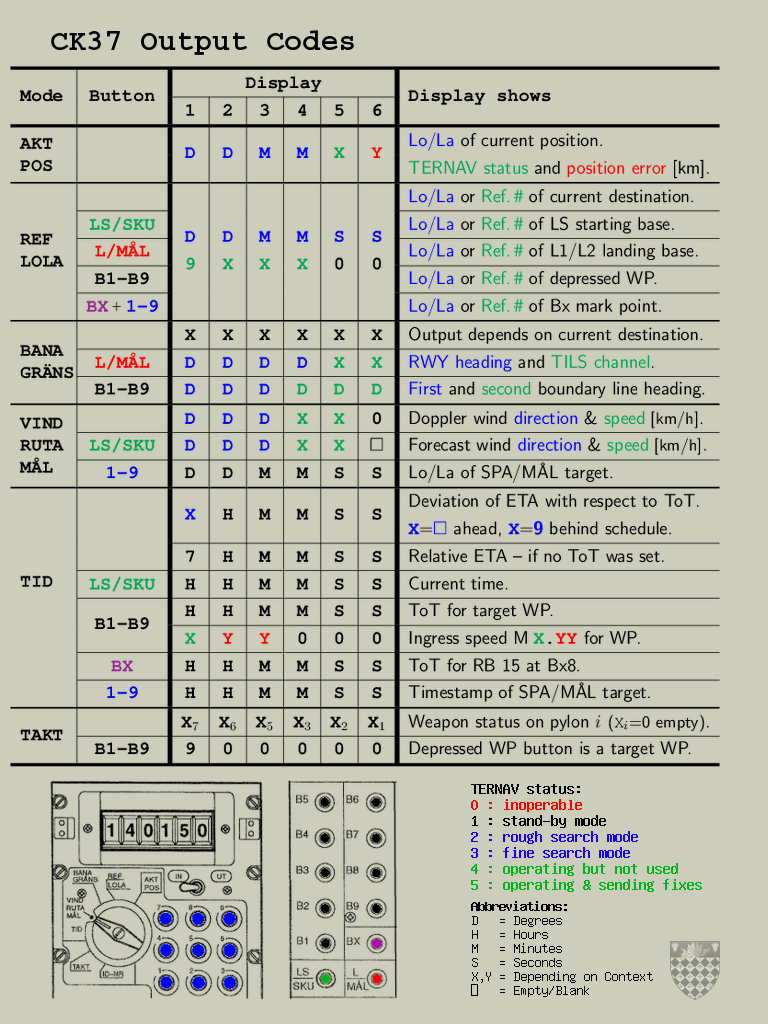 CK37 Output Codes
Mode Button Display Display shows
1 2 3 4 5 6
AKT POS D D M M X Y Lo/La of current position.
TERNAV status and position error [km].
REF LOLA Lo/La or Ref. # of current destination.
LS/SKU D D M M S S Lo/La or Ref. # of LS starting base.
L/MÅL 9 X X X 0 0 Lo/La or Ref. # of L1/L2 landing base.
B1–B9 Lo/La or Ref. # of depressed WP.
BX + 1–9 Lo/La or Ref. # of Bx mark point.
BANA GRÄNS X X X X X X Output depends on current destination.
L/MÅL D D D D X X RWY heading and TILS channel.
B1–B9 D D D D D D First and second boundary line heading.
VIND RUTA MÅL D D D X X 0 Doppler wind direction & speed [km/h].
LS/SKU D D D X X □ Forecast wind direction & speed [km/h].
1–9 D D M M S S Lo/La of SPA/MÅL target.
TID X H M M S S Deviation of ETA with respect to ToT.
X=□ ahead, X=9 behind schedule.
7 H M M S S Relative ETA – if no ToT was set.
LS/SKU H H M M S S Current time.
B1–B9 H H M M S S ToT for target WP.
X Y Y 0 0 0 Ingress speed M X.YY for WP.
BX H H M M S S ToT for RB 15 at Bx8.
1–9 H H M M S S Timestamp of SPA/MÅL target.
TAKT X7 X6 X5 X3 X2 X1 Weapon status on pylon i (Xi=0 empty).
B1–B9 9 0 0 0 0 0 Depressed WP button is a target WP.
140150
BANA GRÄNS
REF LOLA
AKT POS
IN UT
VIND RUTA MÅL
TID
TAKT
ID-NR
7 8 9
4 5 6
1 2 3
B5 B6
B4 B7
B3 B8
B2 B9
B1 BX
LS SKU L MÅL
TERNAV status:
0 : inoperable
1 : stand-by mode
2 : rough search mode
3 : fine search mode
4 : operating but not used
5 : operating & sending fixes
Abbreviations:
D = Degrees
H = Hours
M = Minutes
S = Seconds
X,Y = Depending on Context
□ = Empty/Blank